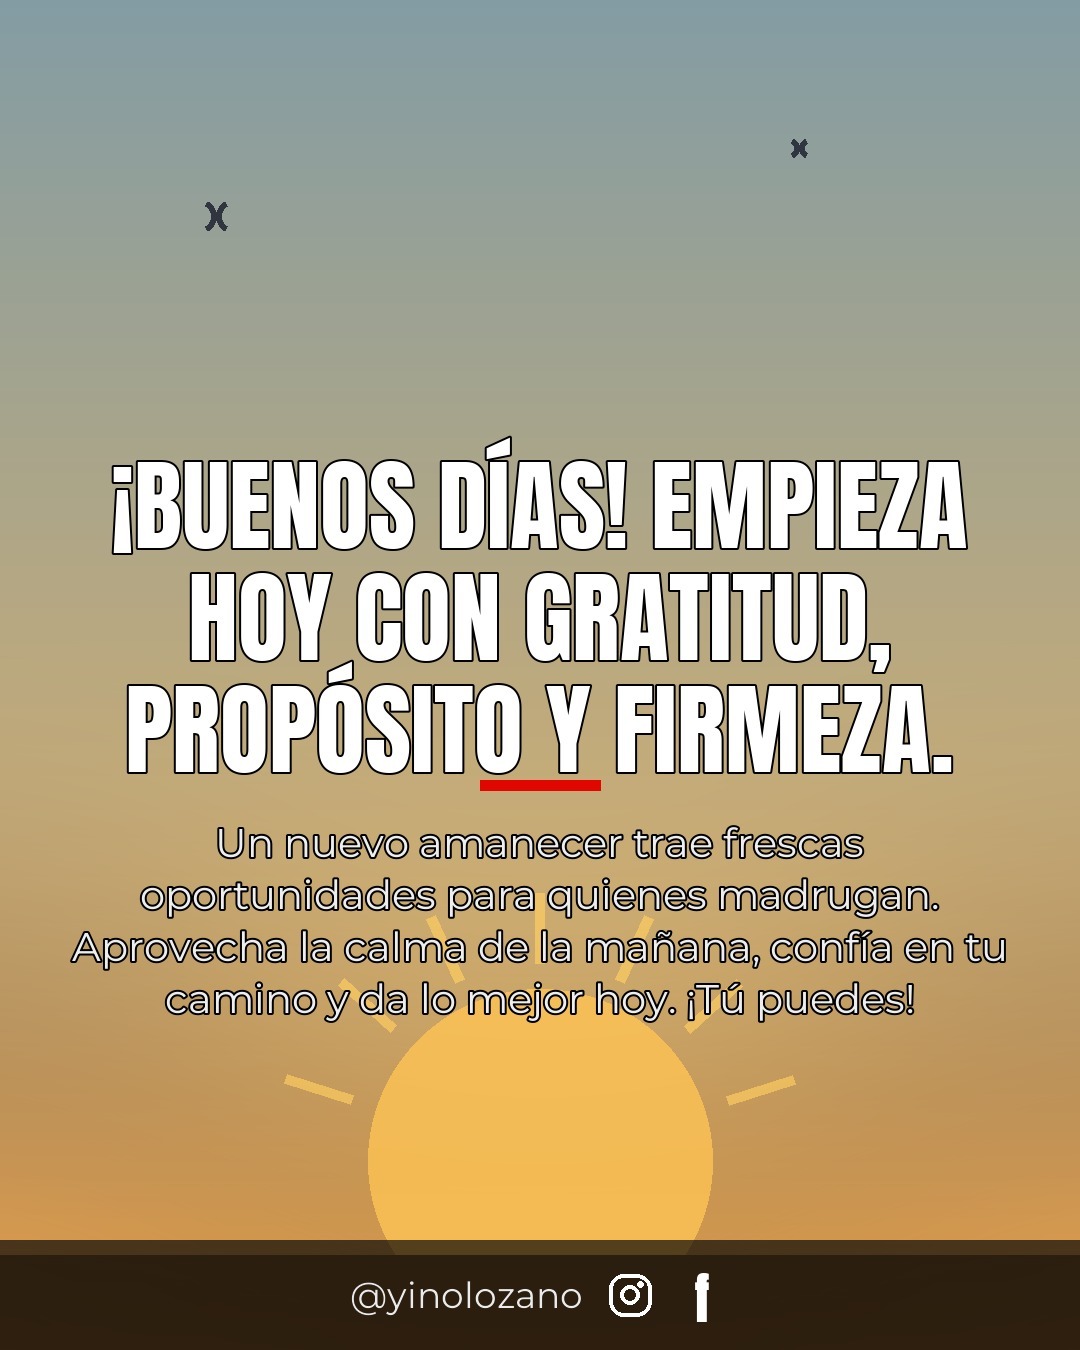 ¡BUENOS DÍAS! EMPIEZA
HOY CON GRATITUD,
PROPÓSITO Y FIRMEZA.
Un nuevo amanecer trae frescas
oportunidades para quienes madrugan.
Aprovecha la calma de la mañana, confía en tu
camino y da lo mejor hoy. ¡Tú puedes!
@yinolozano